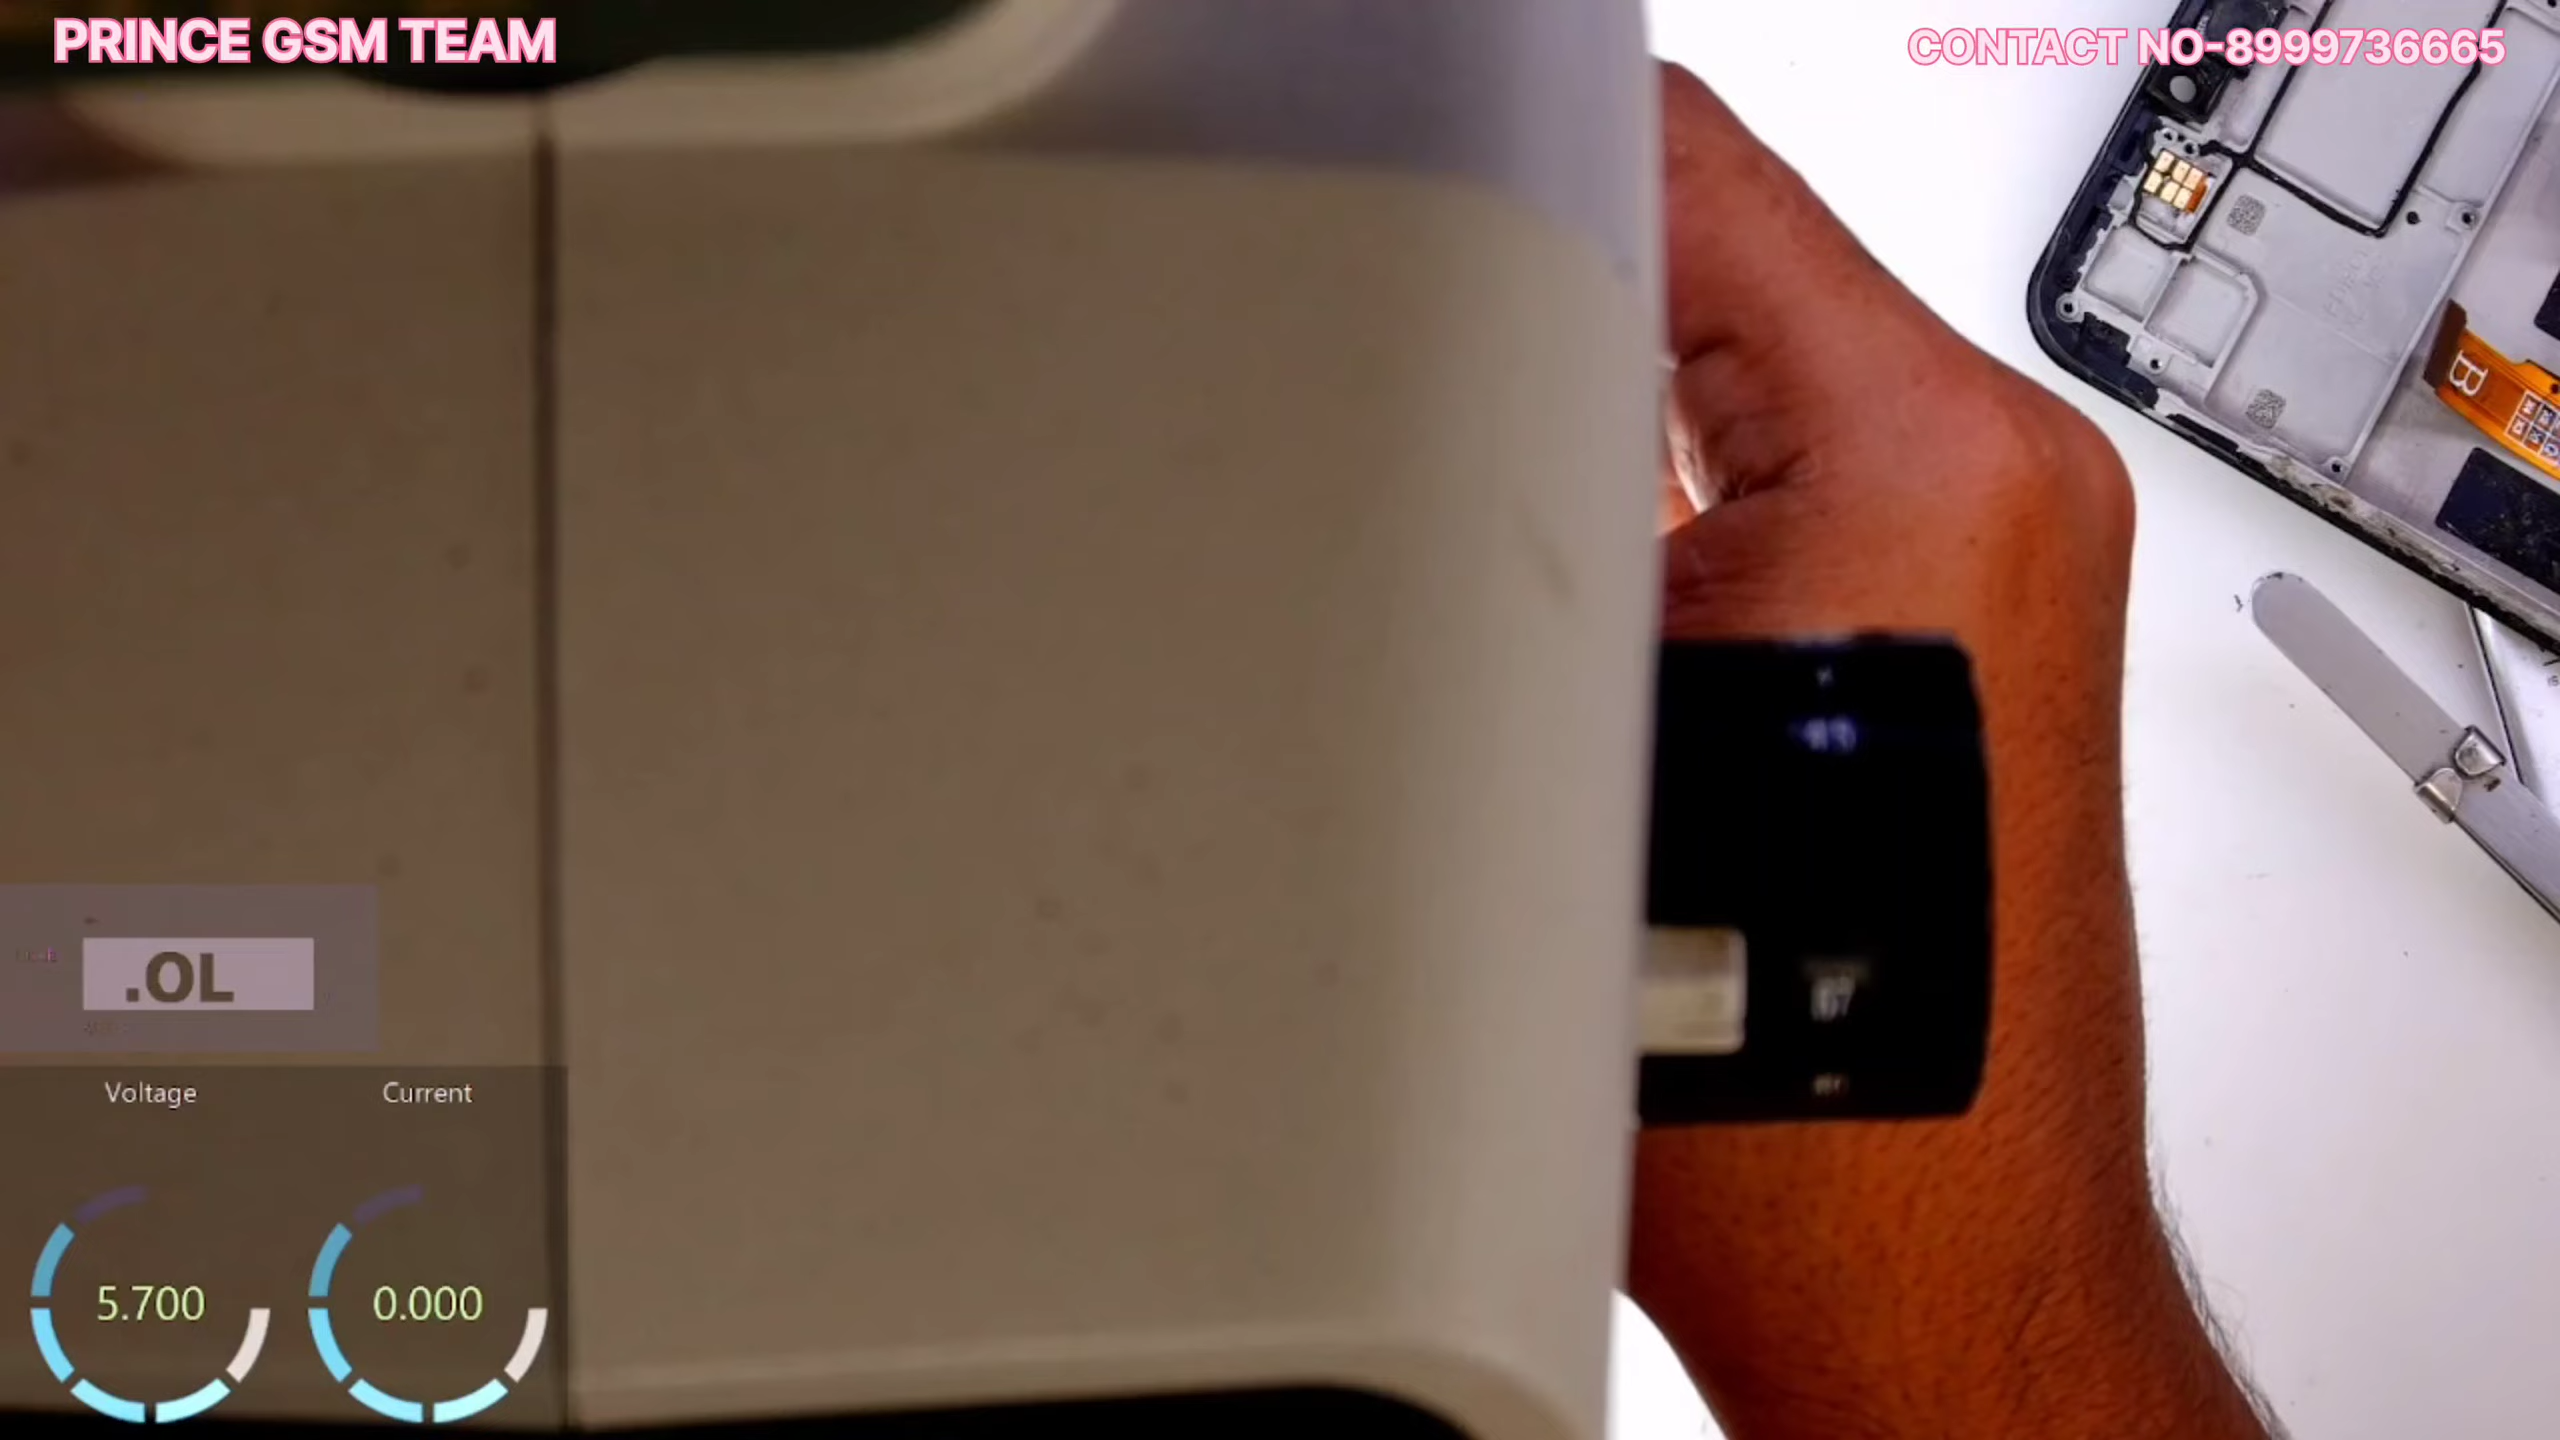 PRINCE GSM TEAM
CONTACT NO-8999736665
B
.OL
Voltage
Current
5.700
0.000